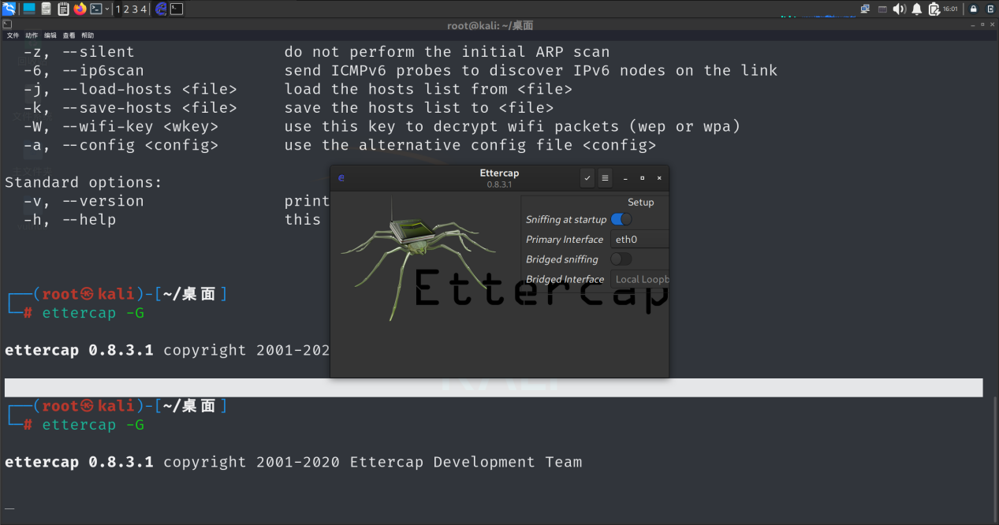 1 2 3 4
16:01
root@kali: ~/桌面
文件 动作 编辑 查看 帮助
-z, --silent do not perform the initial ARP scan
-6, --ip6scan send ICMPv6 probes to discover IPv6 nodes on the link
-j, --load-hosts <file> load the hosts list from <file>
-k, --save-hosts <file> save the hosts list to <file>
-W, --wifi-key <wkey> use this key to decrypt wifi packets (wep or wpa)
-a, --config <config> use the alternative config file <config>
Standard options:
-v, --version print
-h, --help this
┌──(root㉿kali)-[~/桌面]
└─# ettercap -G
ettercap 0.8.3.1 copyright 2001-202
┌──(root㉿kali)-[~/桌面]
└─# ettercap -G
ettercap 0.8.3.1 copyright 2001-2020 Ettercap Development Team
Ettercap
0.8.3.1
Setup
Sniffing at startup
Primary Interface eth0
Bridged sniffing
Bridged Interface Local Loopb
Ettercap